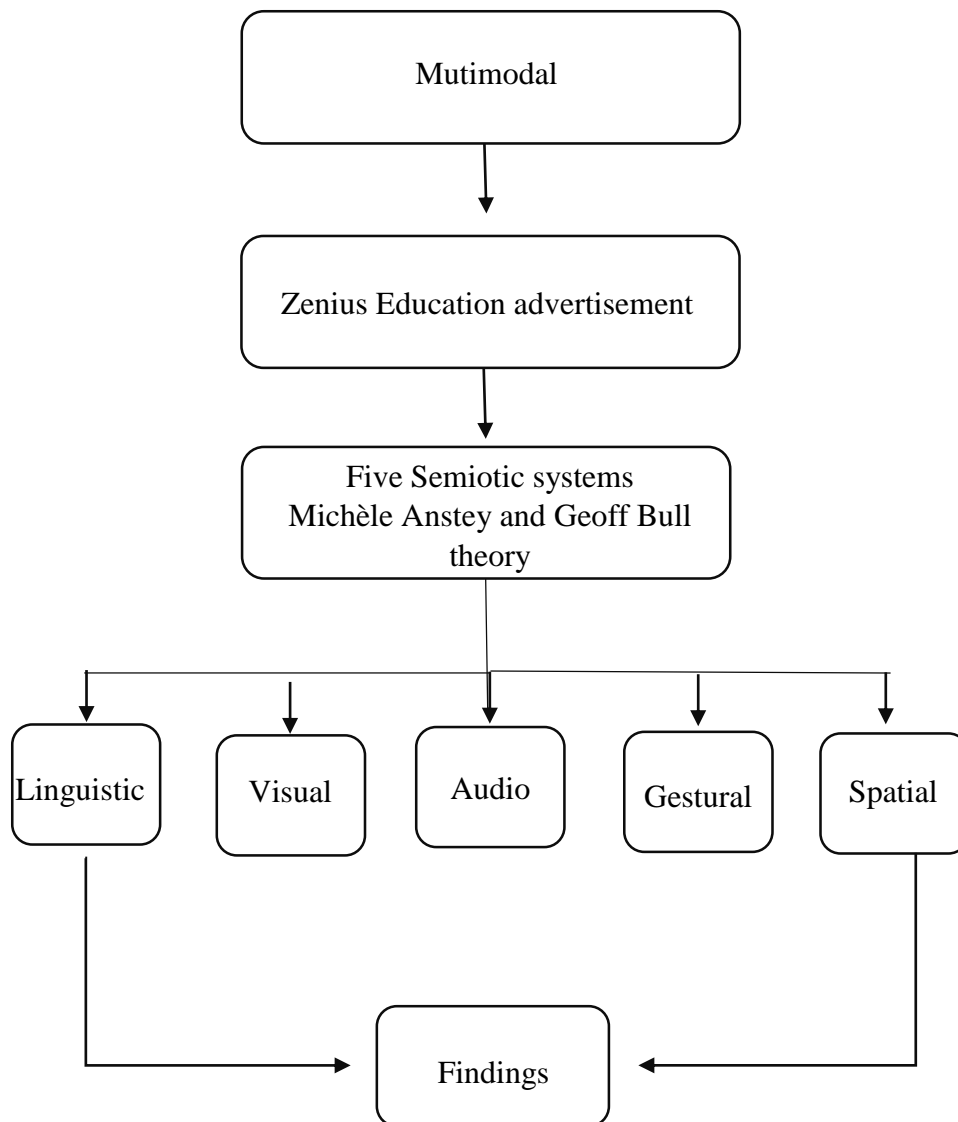 Mutimodal
Zenius Education advertisement
Five Semiotic systems
Michèle Anstey and Geoff Bull
theory
Linguistic
Visual
Audio
Gestural
Spatial
Findings